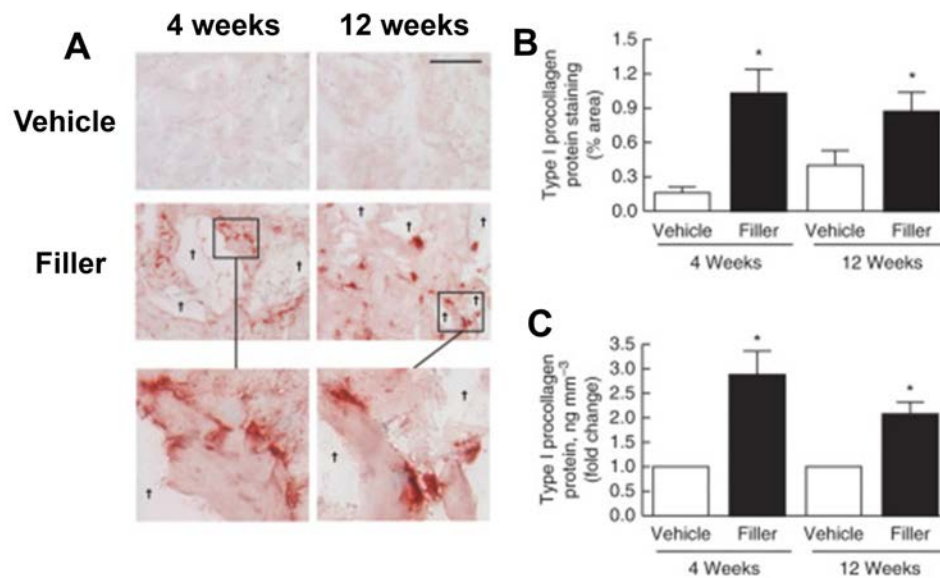 A
4 weeks
12 weeks
Vehicle
Filler
†
†
†
†
†
†
†
†
†
†
†
B
Type I procollagen
protein staining
(% area)
1.5
1.2
0.9
0.6
0.3
0.0
*
*
Vehicle
Filler
Vehicle
Filler
4 Weeks
12 Weeks
C
Type I procollagen
protein, ng mm⁻³
(fold change)
3.5
3.0
2.5
2.0
1.5
1.0
0.5
0.0
*
*
Vehicle
Filler
Vehicle
Filler
4 Weeks
12 Weeks